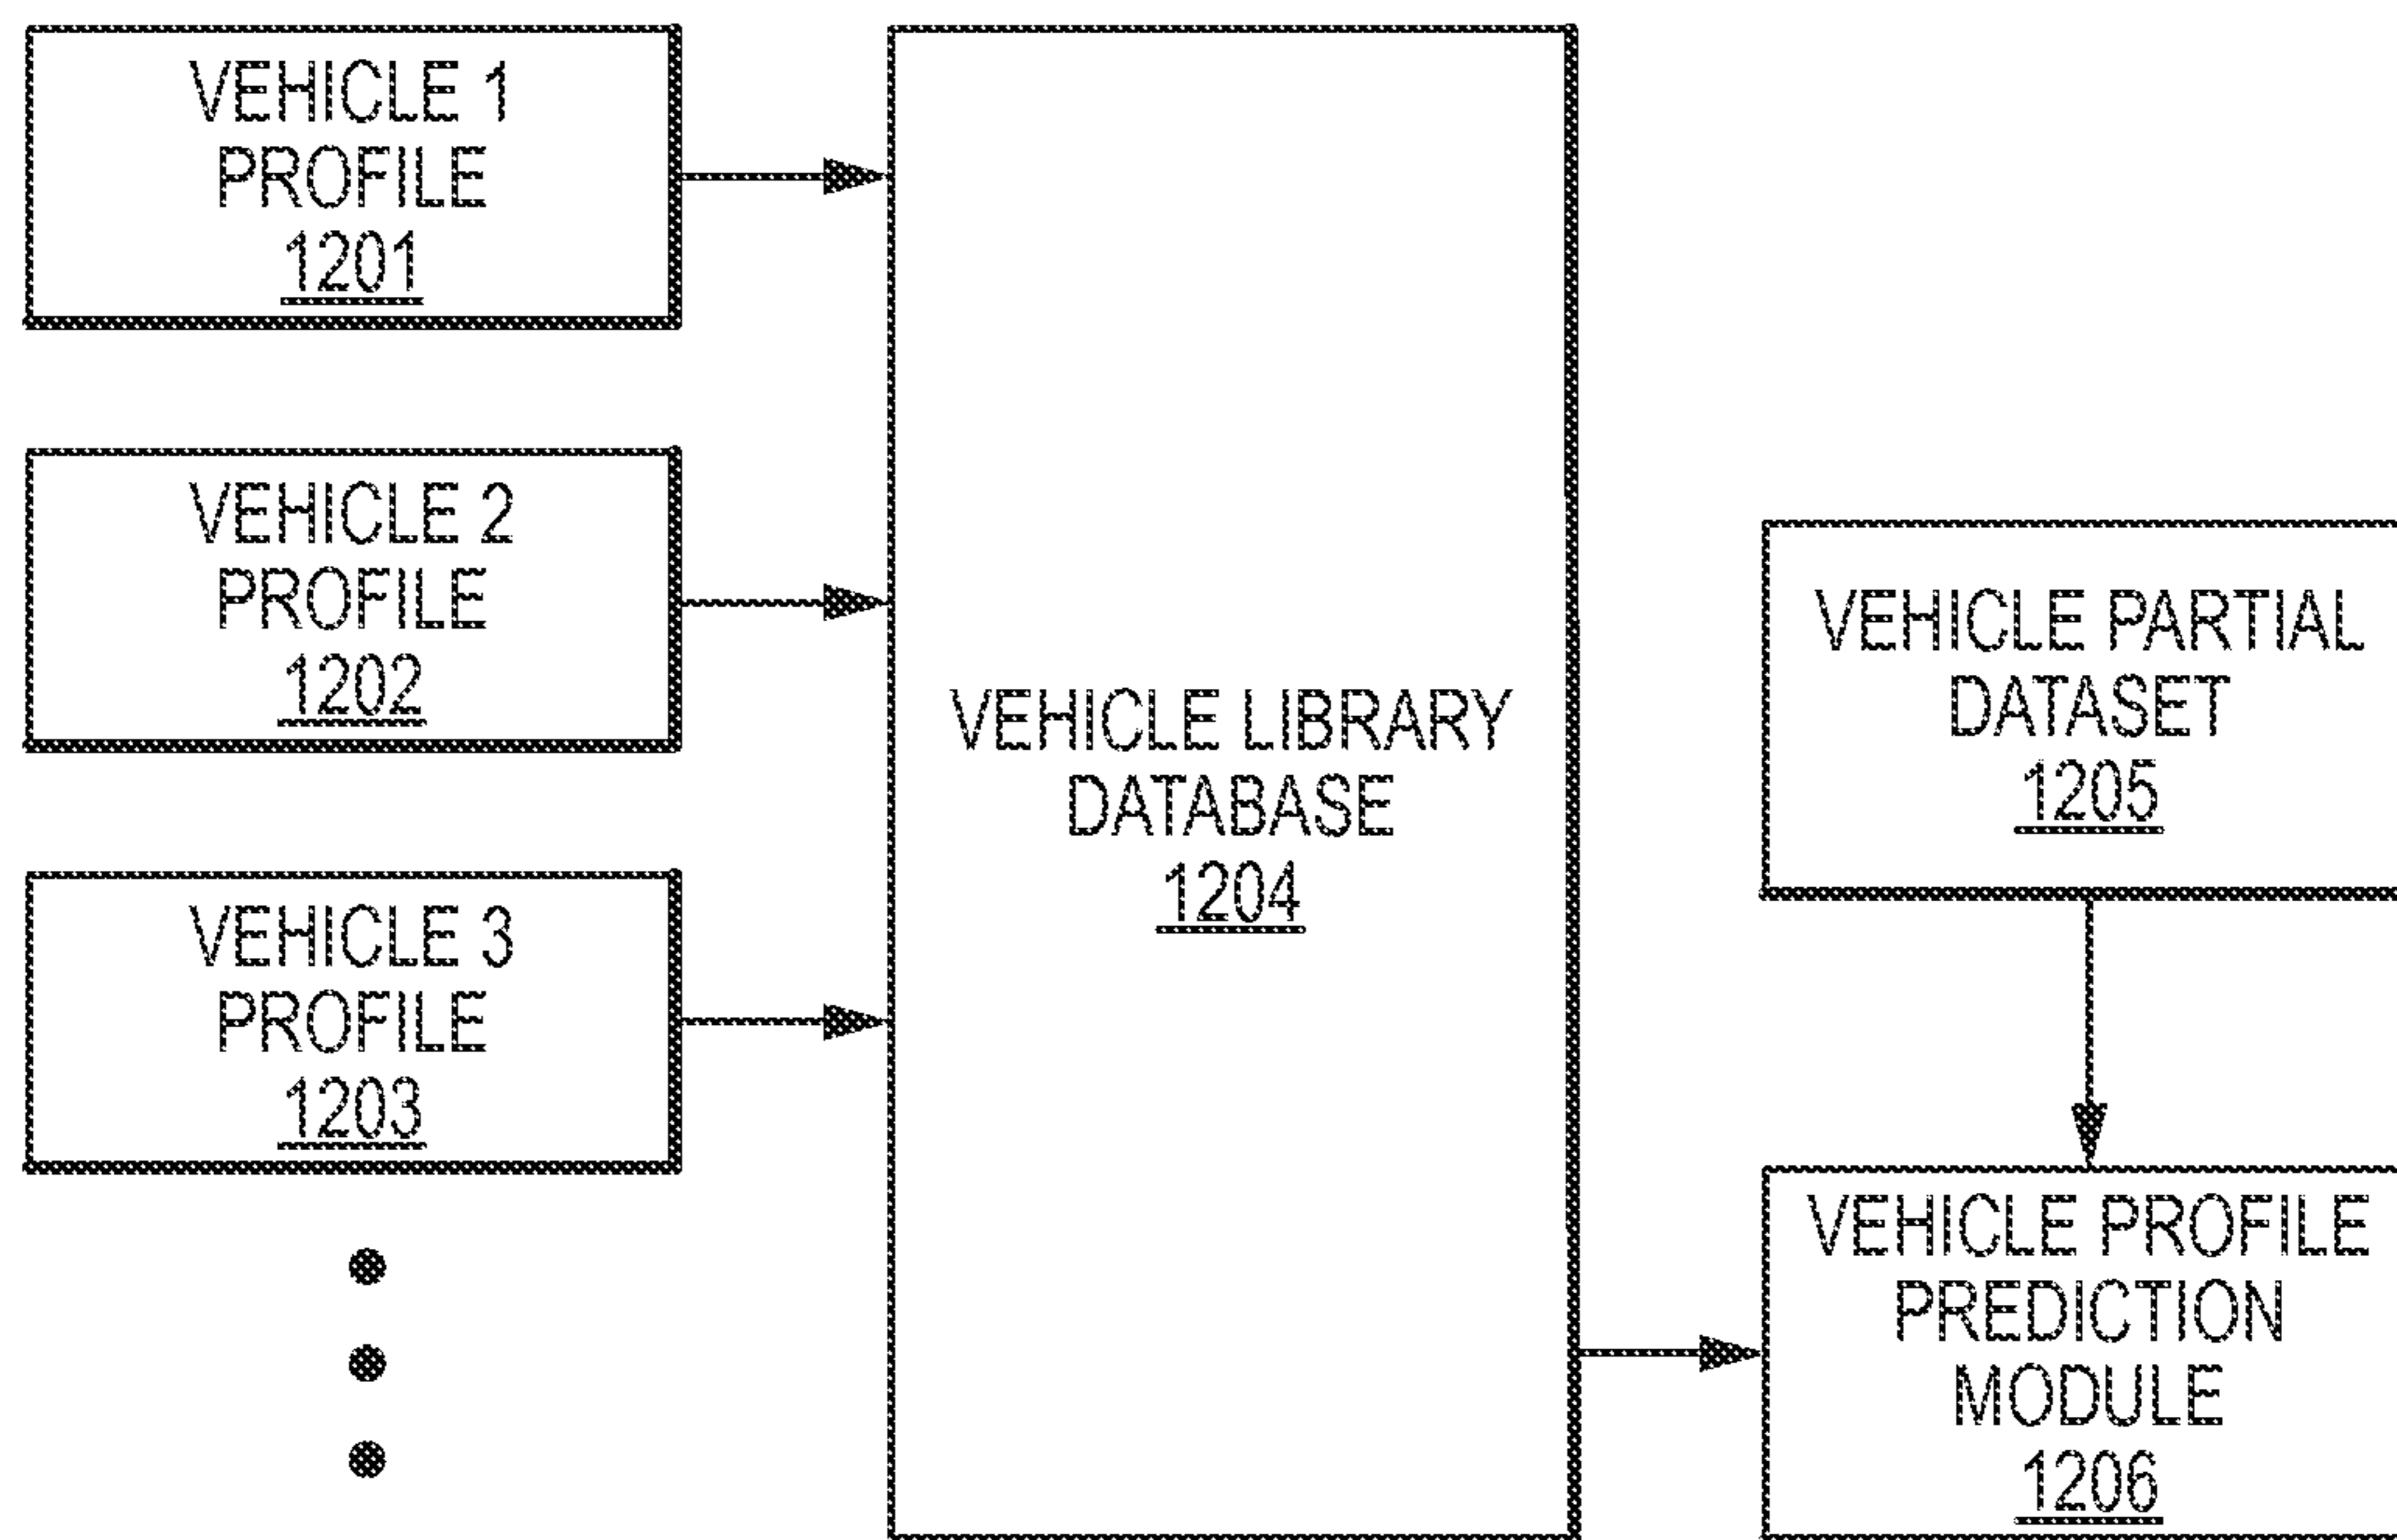 VEHICLE 1
PROFILE
1201
VEHICLE 2
PROFILE
1202
VEHICLE 3
PROFILE
1203
VEHICLE LIBRARY
DATABASE
1204
VEHICLE PARTIAL
DATASET
1205
VEHICLE PROFILE
PREDICTION
MODULE
1206